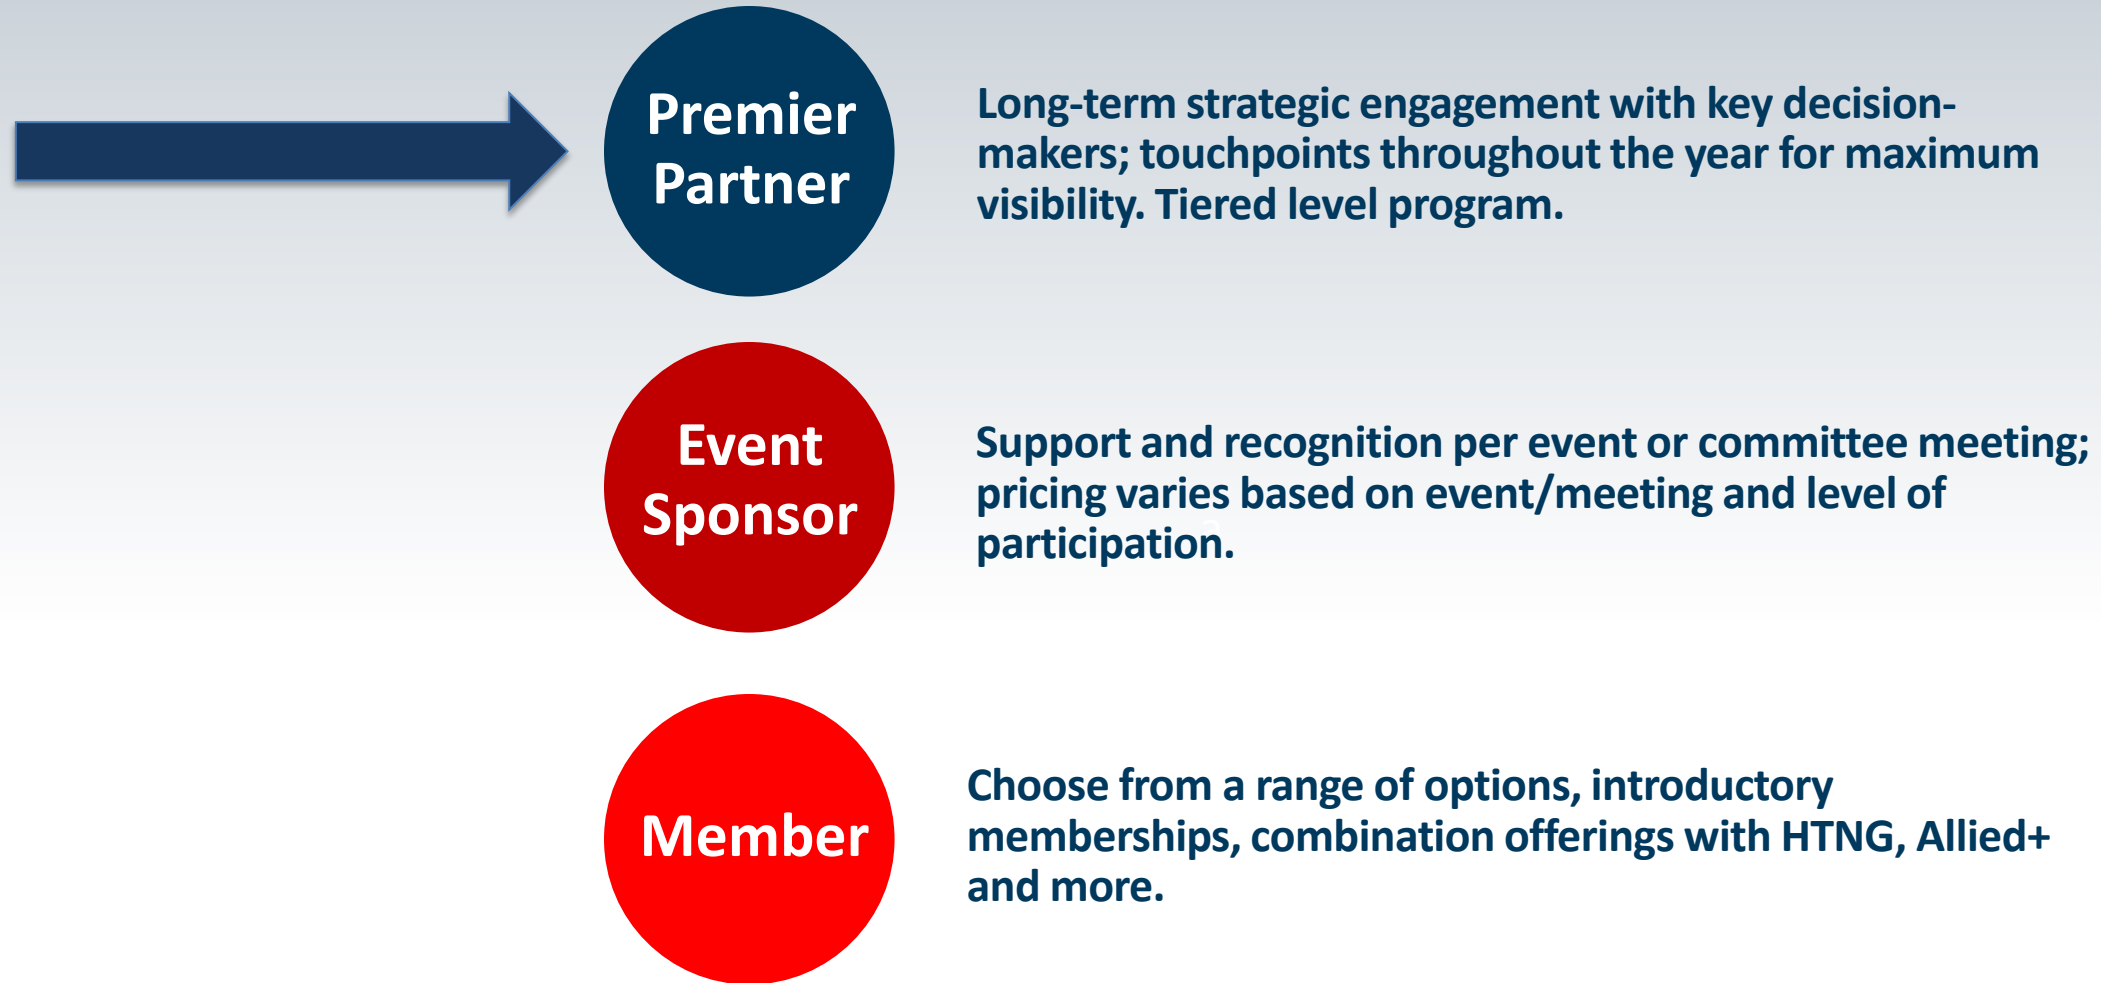 Premier
Partner
Long-term strategic engagement with key decision-
makers; touchpoints throughout the year for maximum
visibility. Tiered level program.
Event
Sponsor
Support and recognition per event or committee meeting;
pricing varies based on event/meeting and level of
participation.
Member
Choose from a range of options, introductory
memberships, combination offerings with HTNG, Allied+
and more.